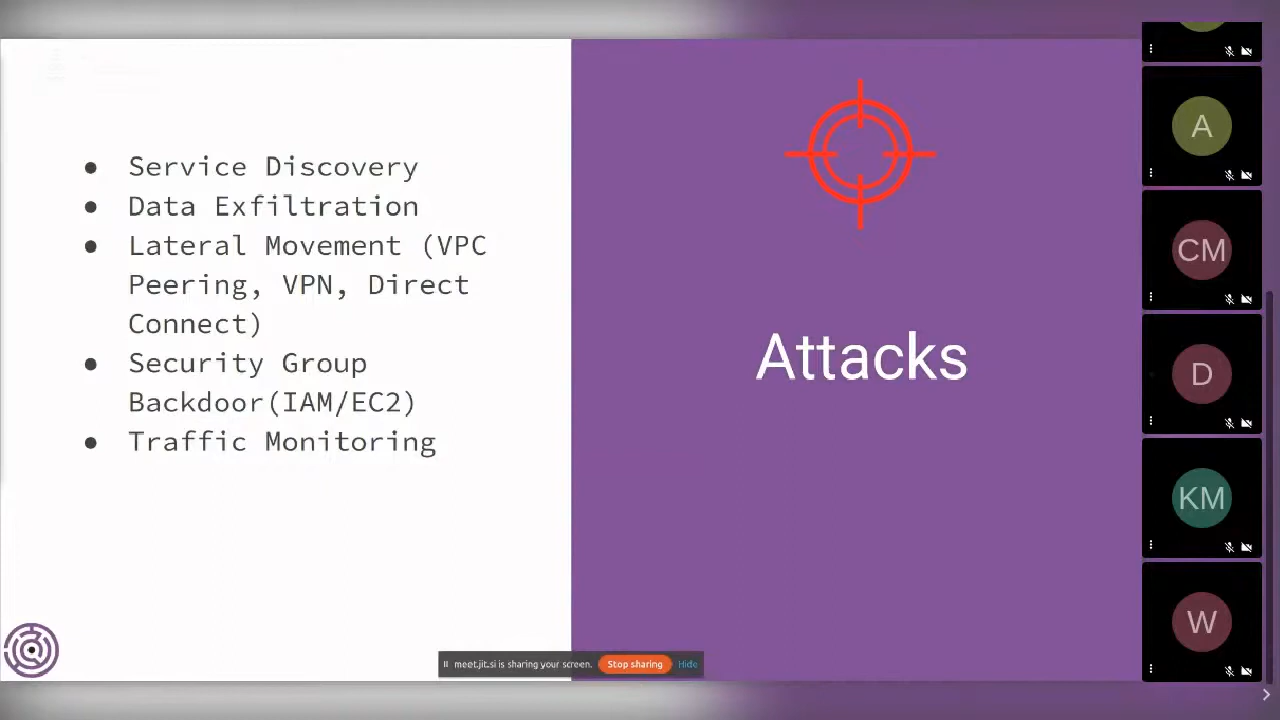 ● Service Discovery
● Data Exfiltration
● Lateral Movement (VPC
Peering, VPN, Direct
Connect)
● Security Group
Backdoor(IAM/EC2)
● Traffic Monitoring
Attacks
meet.jit.si is sharing your screen. Stop sharing Hide
A
CM
D
KM
W